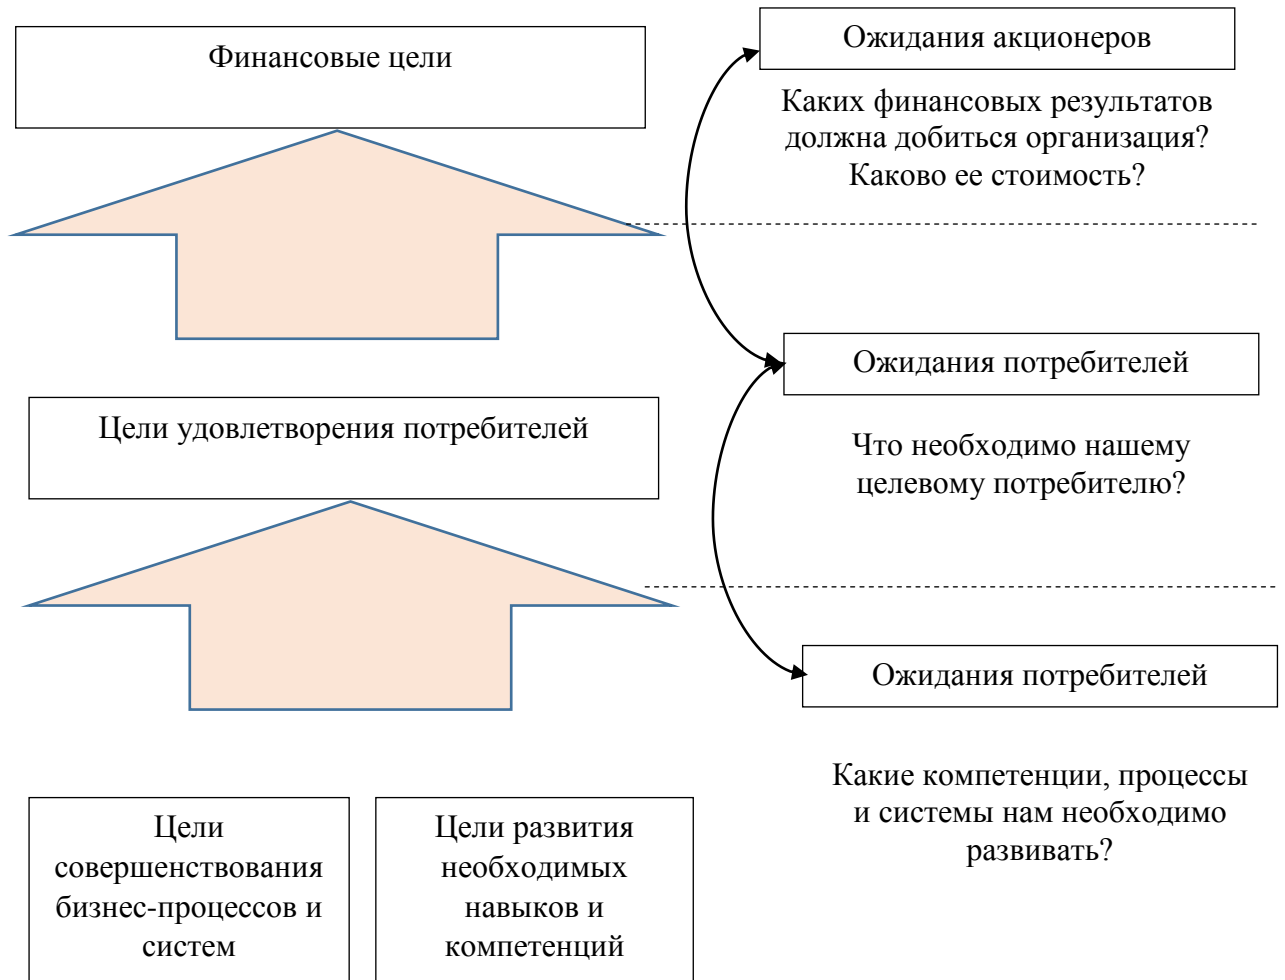 Финансовые цели
Ожидания акционеров
Каких финансовых результатов
должна добиться организация?
Каково ее стоимость?
Ожидания потребителей
Цели удовлетворения потребителей
Что необходимо нашему
целевому потребителю?
Ожидания потребителей
Какие компетенции, процессы
и системы нам необходимо
развивать?
Цели
совершенствования
бизнес-процессов и
систем
Цели развития
необходимых
навыков и
компетенций